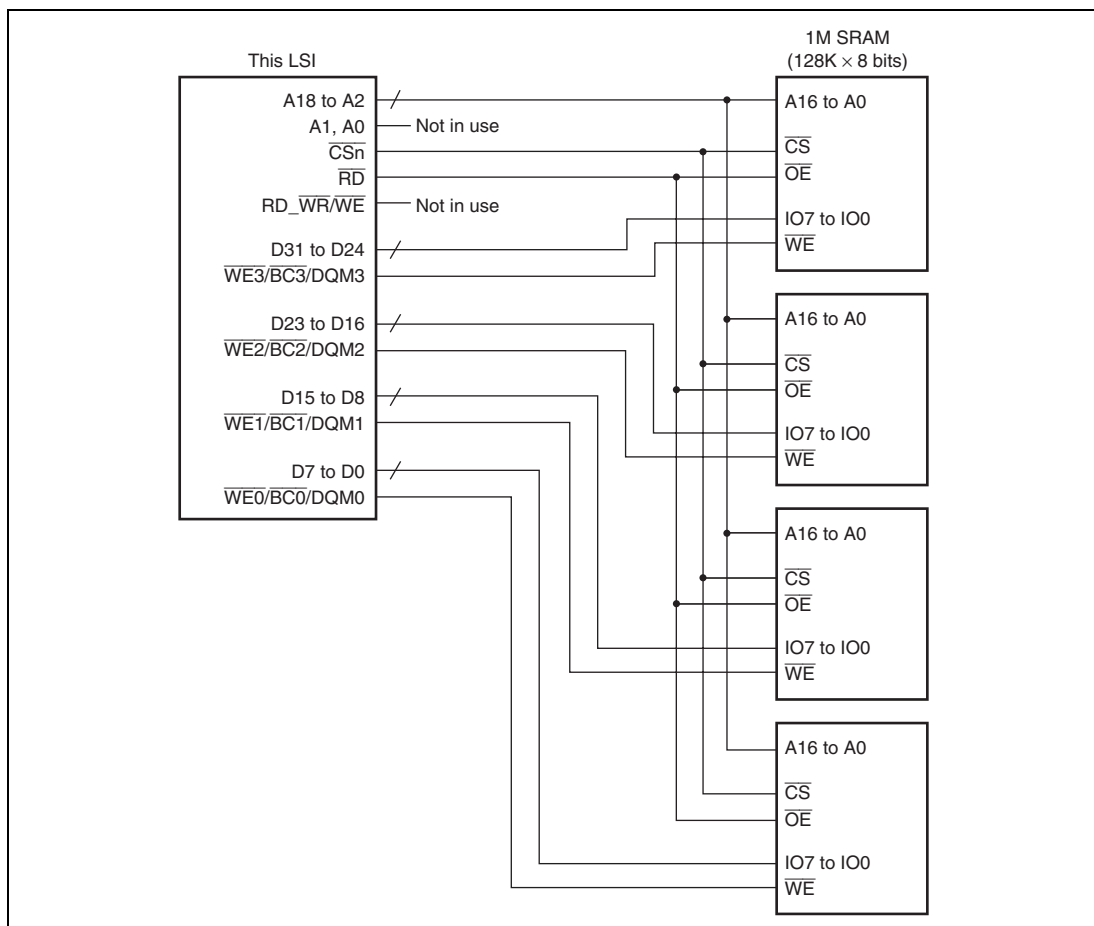 This LSI
A18 to A2
A1, A0
Not in use
CSn
RD
RD_WR/WE
Not in use
D31 to D24
WE3/BC3/DQM3
D23 to D16
WE2/BC2/DQM2
D15 to D8
WE1/BC1/DQM1
D7 to D0
WE0/BC0/DQM0
1M SRAM
(128K × 8 bits)
A16 to A0
CS
OE
IO7 to IO0
WE
A16 to A0
CS
OE
IO7 to IO0
WE
A16 to A0
CS
OE
IO7 to IO0
WE
A16 to A0
CS
OE
IO7 to IO0
WE